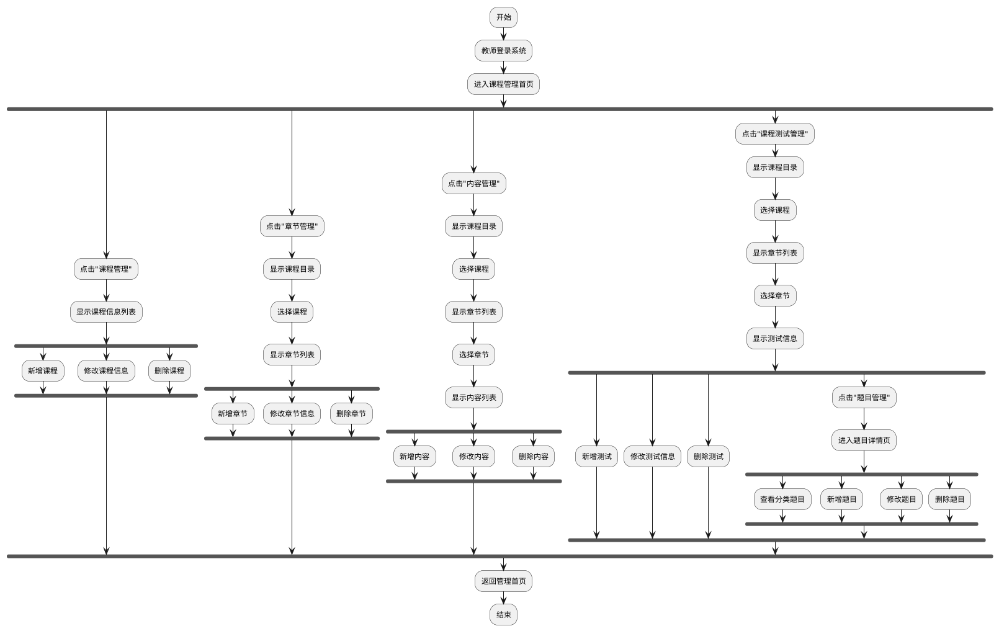 开始
教师登录系统
进入课程管理首页
点击"课程管理"
显示课程信息列表
新增课程
修改课程信息
删除课程
点击"章节管理"
显示课程目录
选择课程
显示章节列表
新增章节
修改章节信息
删除章节
点击"内容管理"
显示课程目录
选择课程
显示章节列表
选择章节
显示内容列表
新增内容
修改内容
删除内容
点击"课程测试管理"
显示课程目录
选择课程
显示章节列表
选择章节
显示测试信息
新增测试
修改测试信息
删除测试
点击"题目管理"
进入题目详情页
查看分类题目
新增题目
修改题目
删除题目
返回管理首页
结束